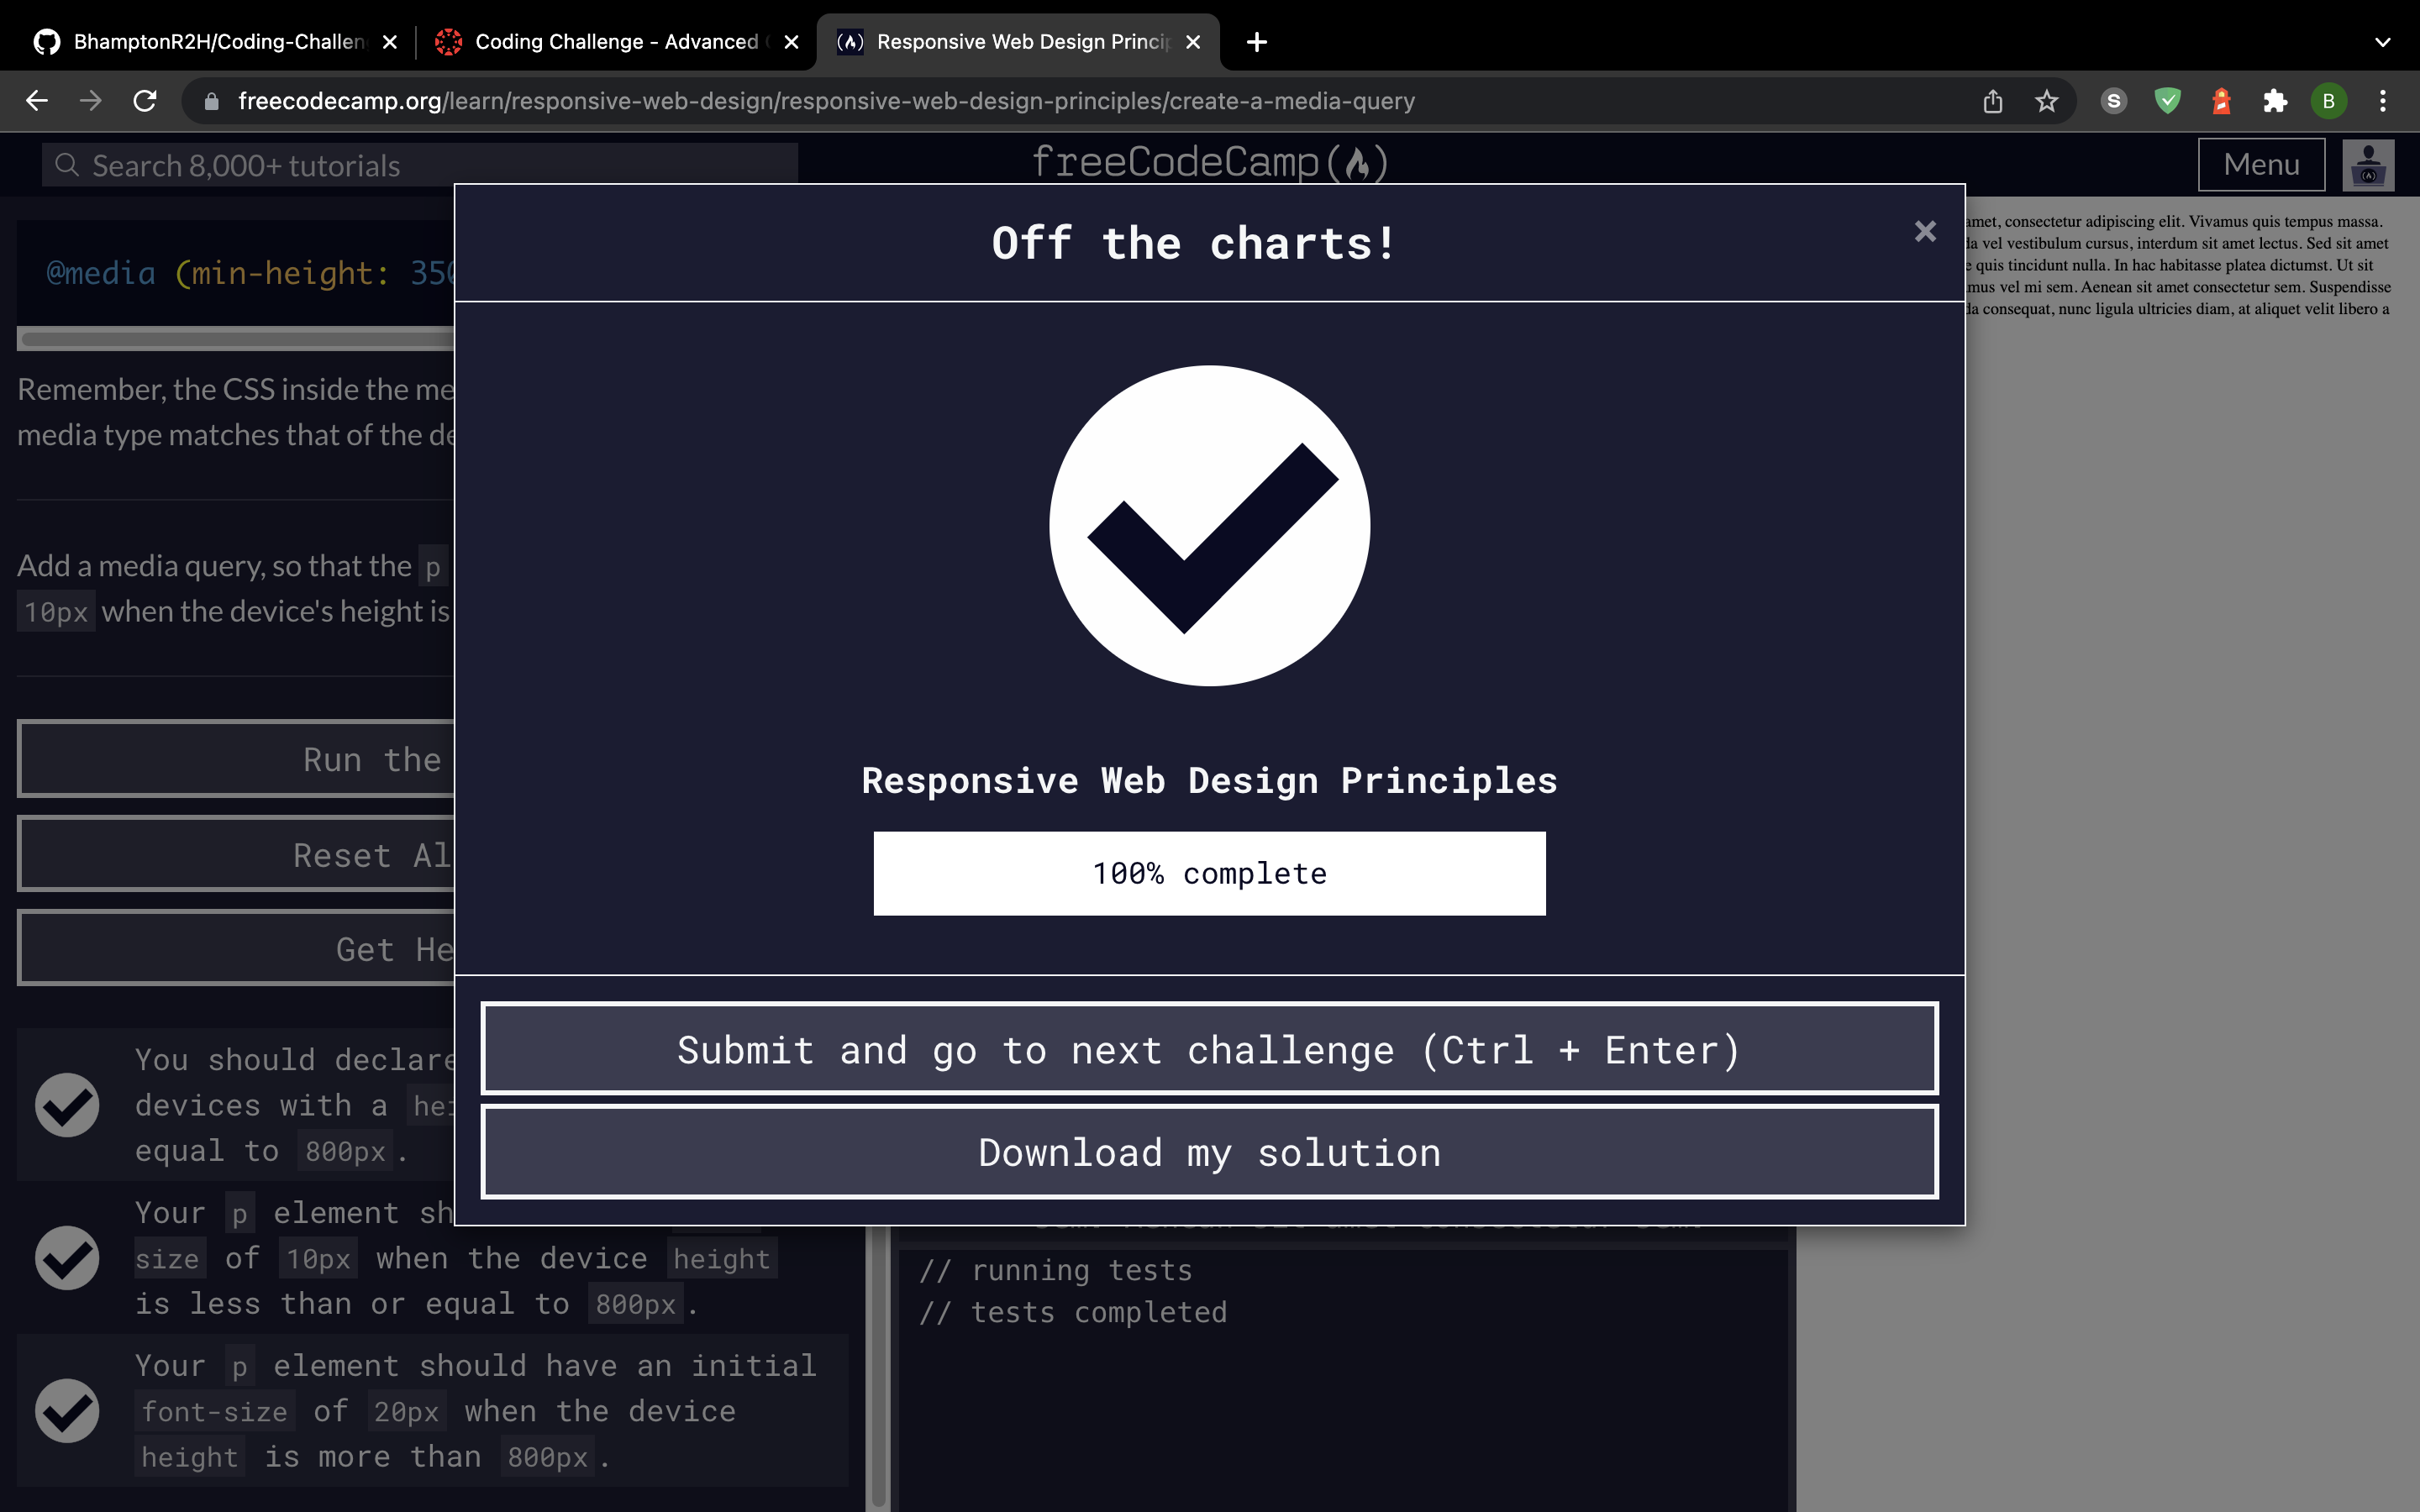 BhamptonR2H/Coding-Challen
Coding Challenge - Advanced
Responsive Web Design Princip
freecodecamp.org/learn/responsive-web-design/responsive-web-design-principles/create-a-media-query
S
B
Search 8,000+ tutorials
freeCodeCamp(🔥)
Menu
@media (min-height: 350
Remember, the CSS inside the me
media type matches that of the de
Add a media query, so that the p
10px when the device's height is
Run the
Reset Al
Get He
You should declare
devices with a hei
equal to 800px.
Your p element sh
size of 10px when the device height
is less than or equal to 800px.
Your p element should have an initial
font-size of 20px when the device
height is more than 800px.
Off the charts!
×
Responsive Web Design Principles
100% complete
Submit and go to next challenge (Ctrl + Enter)
Download my solution
// running tests
// tests completed
amet, consectetur adipiscing elit. Vivamus quis tempus massa.
la vel vestibulum cursus, interdum sit amet lectus. Sed sit amet
e quis tincidunt nulla. In hac habitasse platea dictumst. Ut sit
mus vel mi sem. Aenean sit amet consectetur sem. Suspendisse
da consequat, nunc ligula ultricies diam, at aliquet velit libero a